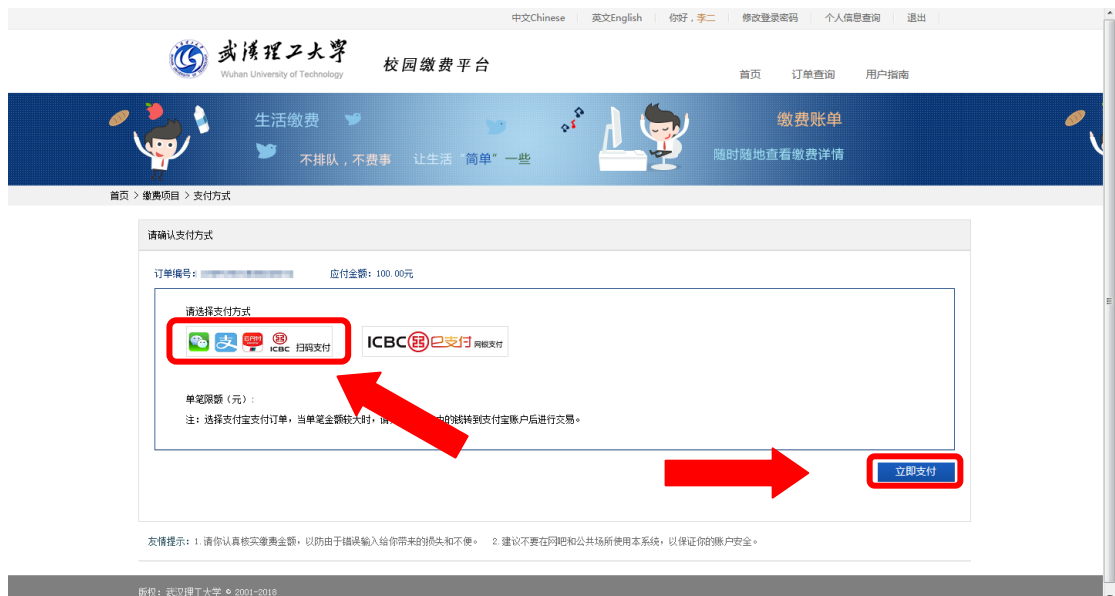 中文Chinese 英文English 你好，李二 修改登录密码 个人信息查询 退出
武汉理工大学
Wuhan University of Technology
校园缴费平台
首页 订单查询 用户指南
生活缴费
不排队，不费事 让生活“简单”一些
缴费账单
随时随地查看缴费详情
首页 > 缴费项目 > 支付方式
请确认支付方式
订单编号： 应付金额：100.00元
请选择支付方式
ICBC 扫码支付
ICBC e支付 网银支付
单笔限额（元）：
注：选择支付宝支付订单，当单笔金额较大时，请 的钱转到支付宝账户后进行交易。
立即支付
友情提示：1.请你认真核实缴费金额，以防由于错误输入给你带来的损失和不便。 2.建议不要在网吧和公共场所使用本系统，以保证你的账户安全。
版权：武汉理工大学 © 2001-2018